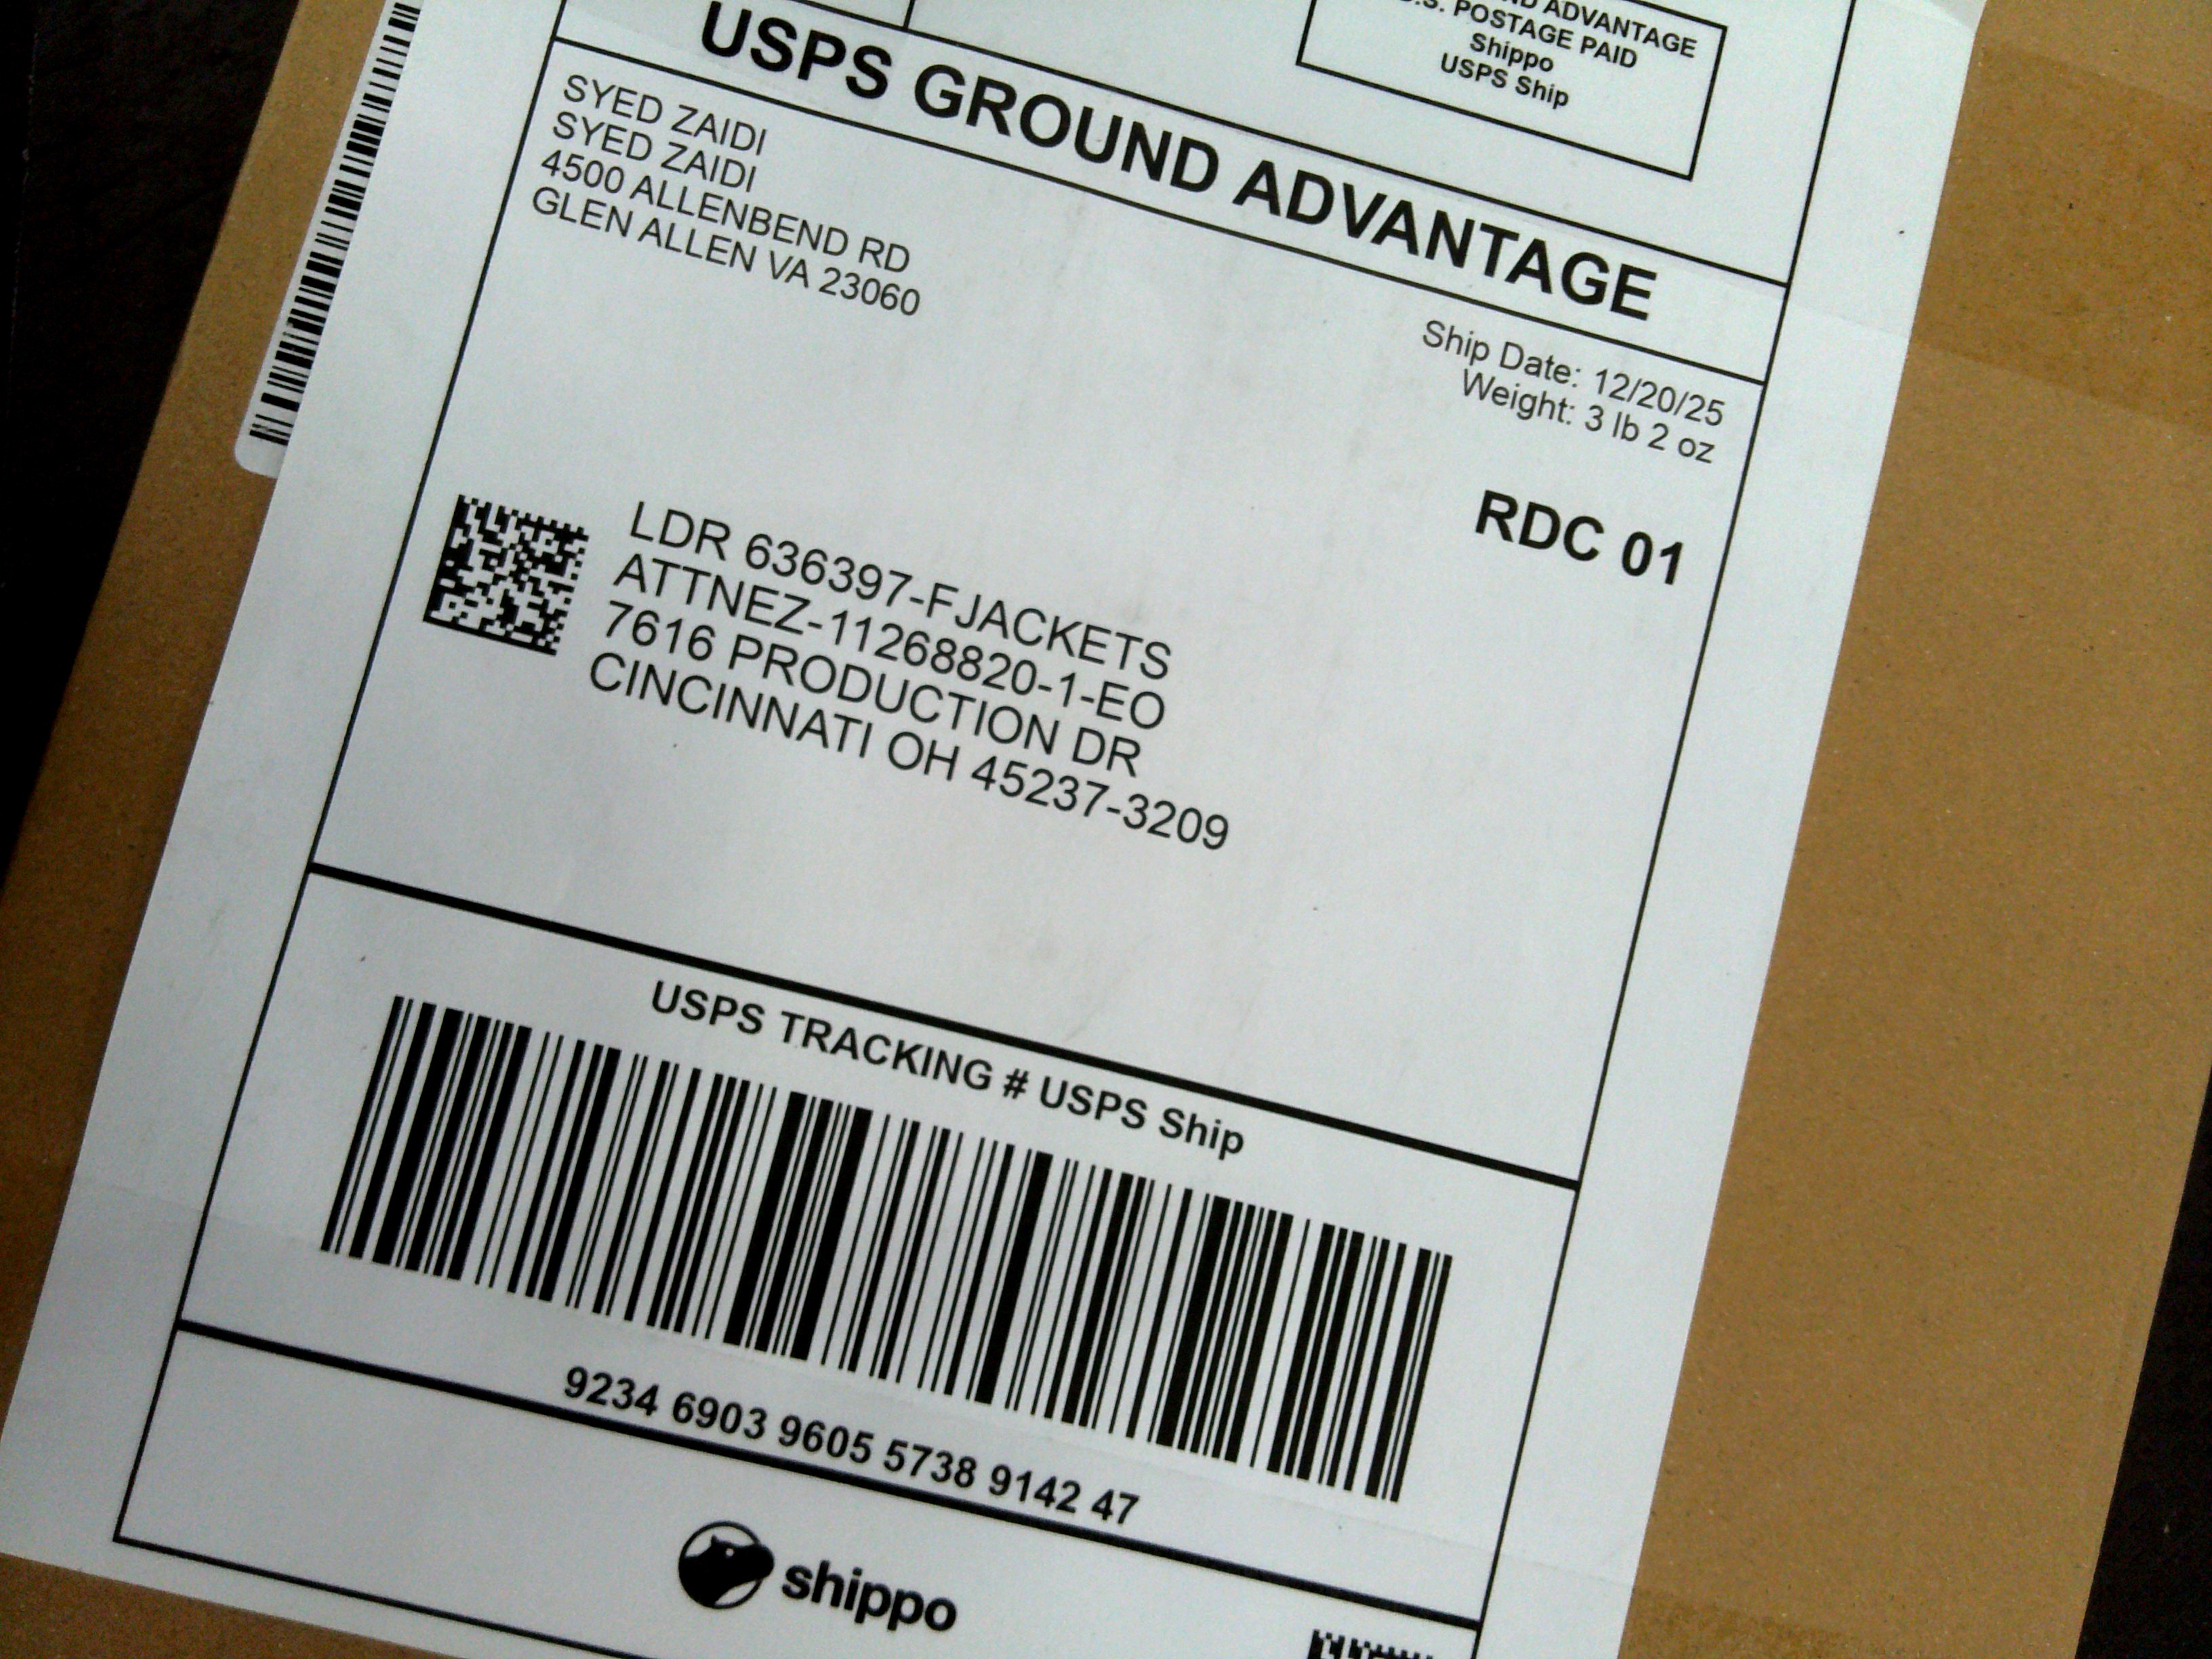 ADVANTAGE
U.S. POSTAGE PAID
Shippo
USPS Ship
USPS GROUND ADVANTAGE
SYED ZAIDI
SYED ZAIDI
4500 ALLENBEND RD
GLEN ALLEN VA 23060
Ship Date: 12/20/25
Weight: 3 lb 2 oz
RDC 01
LDR 636397-FJACKETS
ATTNEZ-11268820-1-EO
7616 PRODUCTION DR
CINCINNATI OH 45237-3209
USPS TRACKING # USPS Ship
9234 6903 9605 5738 9142 47
shippo